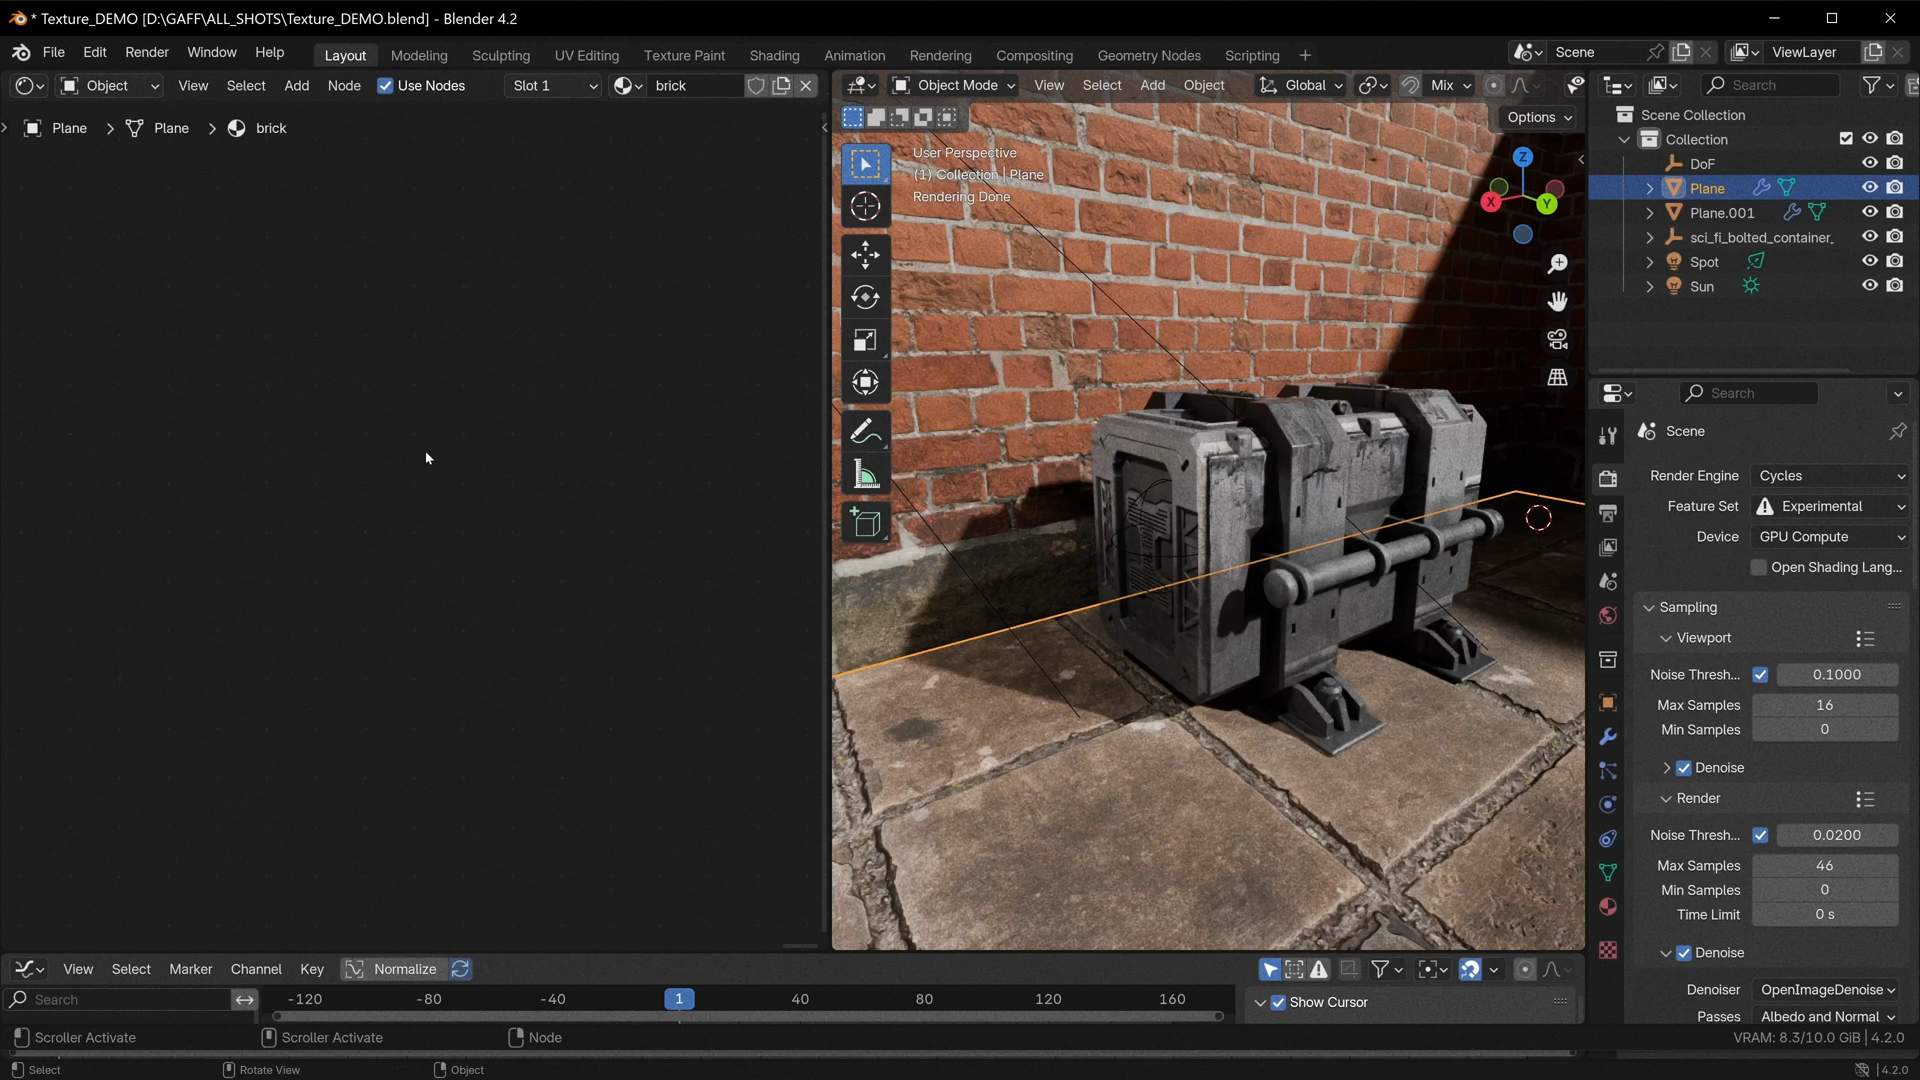 * Texture_DEMO [D:\GAFF\ALL_SHOTS\Texture_DEMO.blend] - Blender 4.2
File Edit Render Window Help Layout Modeling Sculpting UV Editing Texture Paint Shading Animation Rendering Compositing Geometry Nodes Scripting + Scene ViewLayer
Object View Select Add Node Use Nodes Slot 1 brick
Object Mode View Select Add Object Global Mix
Search
Plane > Plane > brick
Options
User Perspective
(1) Collection | Plane
Rendering Done
Z
X
Y
Scene Collection
Collection
DoF
Plane
Plane.001
sci_fi_bolted_container_
Spot
Sun
Search
Scene
Render Engine Cycles
Feature Set Experimental
Device GPU Compute
Open Shading Lang...
Sampling
Viewport
Noise Thresh... 0.1000
Max Samples 16
Min Samples 0
Denoise
Render
Noise Thresh... 0.0200
Max Samples 46
Min Samples 0
Time Limit 0 s
Denoise
Denoiser OpenImageDenoise
Passes Albedo and Normal
View Select Marker Channel Key Normalize
Search -120 -80 -40 1 40 80 120 160
Show Cursor
Scroller Activate Scroller Activate Node VRAM: 8.3/10.0 GiB | 4.2.0
Select Rotate View Object 4.2.0